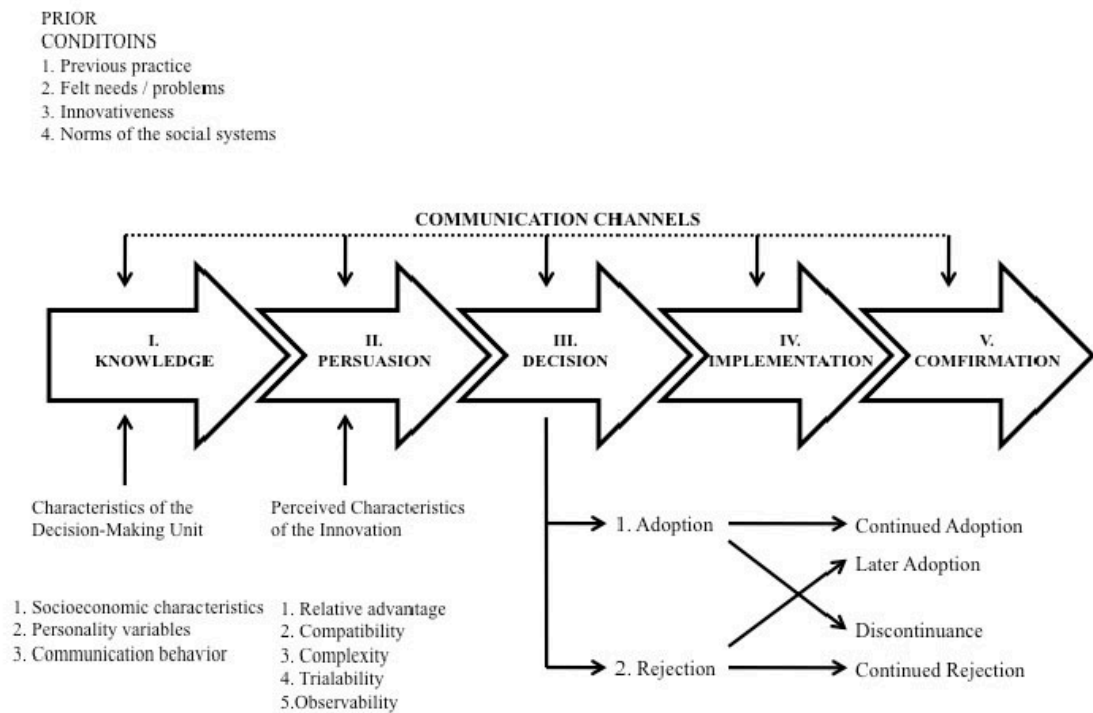 PRIOR
CONDITOINS
1. Previous practice
2. Felt needs / problems
3. Innovativeness
4. Norms of the social systems
COMMUNICATION CHANNELS
I.
KNOWLEDGE
II.
PERSUASION
III.
DECISION
IV.
IMPLEMENTATION
V.
COMFIRMATION
Characteristics of the
Decision-Making Unit
Perceived Characteristics
of the Innovation
1. Socioeconomic characteristics
2. Personality variables
3. Communication behavior
1. Relative advantage
2. Compatibility
3. Complexity
4. Trialability
5.Observability
1. Adoption
2. Rejection
Continued Adoption
Later Adoption
Discontinuance
Continued Rejection